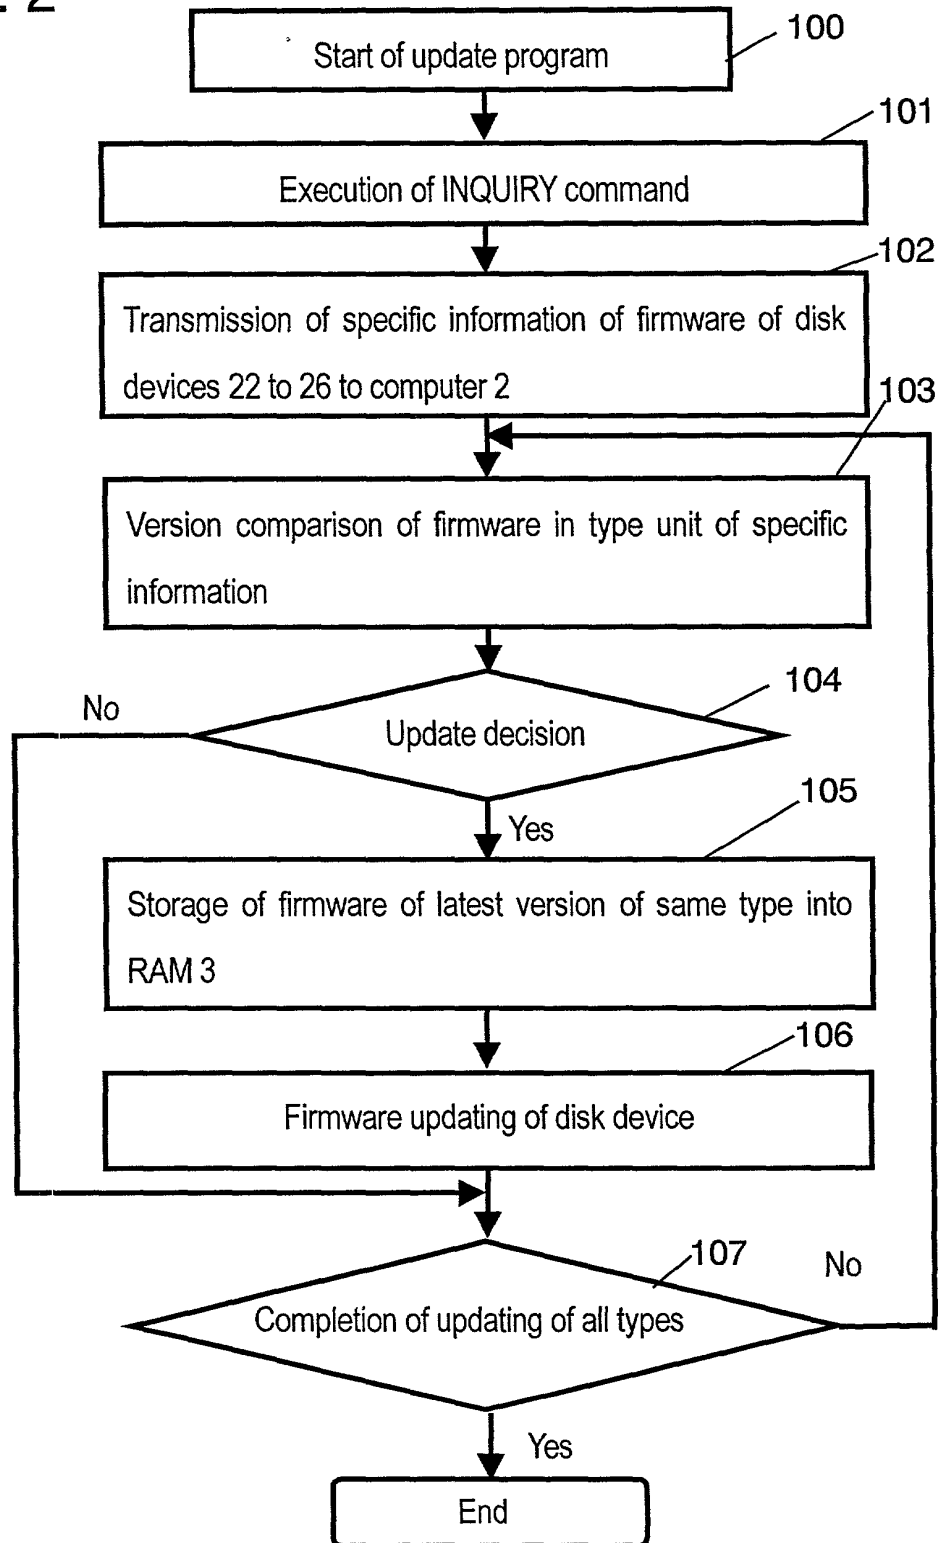 2
100
Start of update program
101
Execution of INQUIRY command
102
Transmission of specific information of firmware of disk
devices 22 to 26 to computer 2
103
Version comparison of firmware in type unit of specific
information
104
No
Update decision
105
Yes
Storage of firmware of latest version of same type into
RAM 3
106
Firmware updating of disk device
107
No
Completion of updating of all types
Yes
End